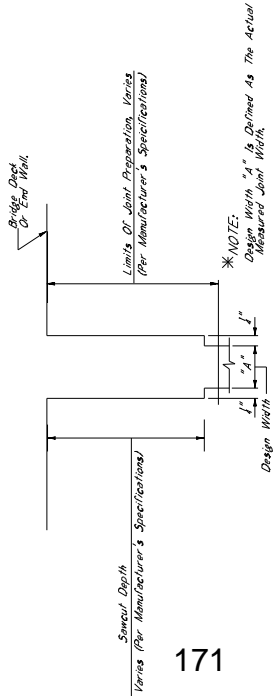 Bridge Deck
Or End Wall.
Limits Of Joint Preparation, Varies
(Per Manufacturer's Speicifications)
Sawcut Depth
Varies (Per Manufacturer's Specifications)
"A"
Design Width
* NOTE:
Design Width "A" Is Defined As The Actual
Measured Joint Width.
171